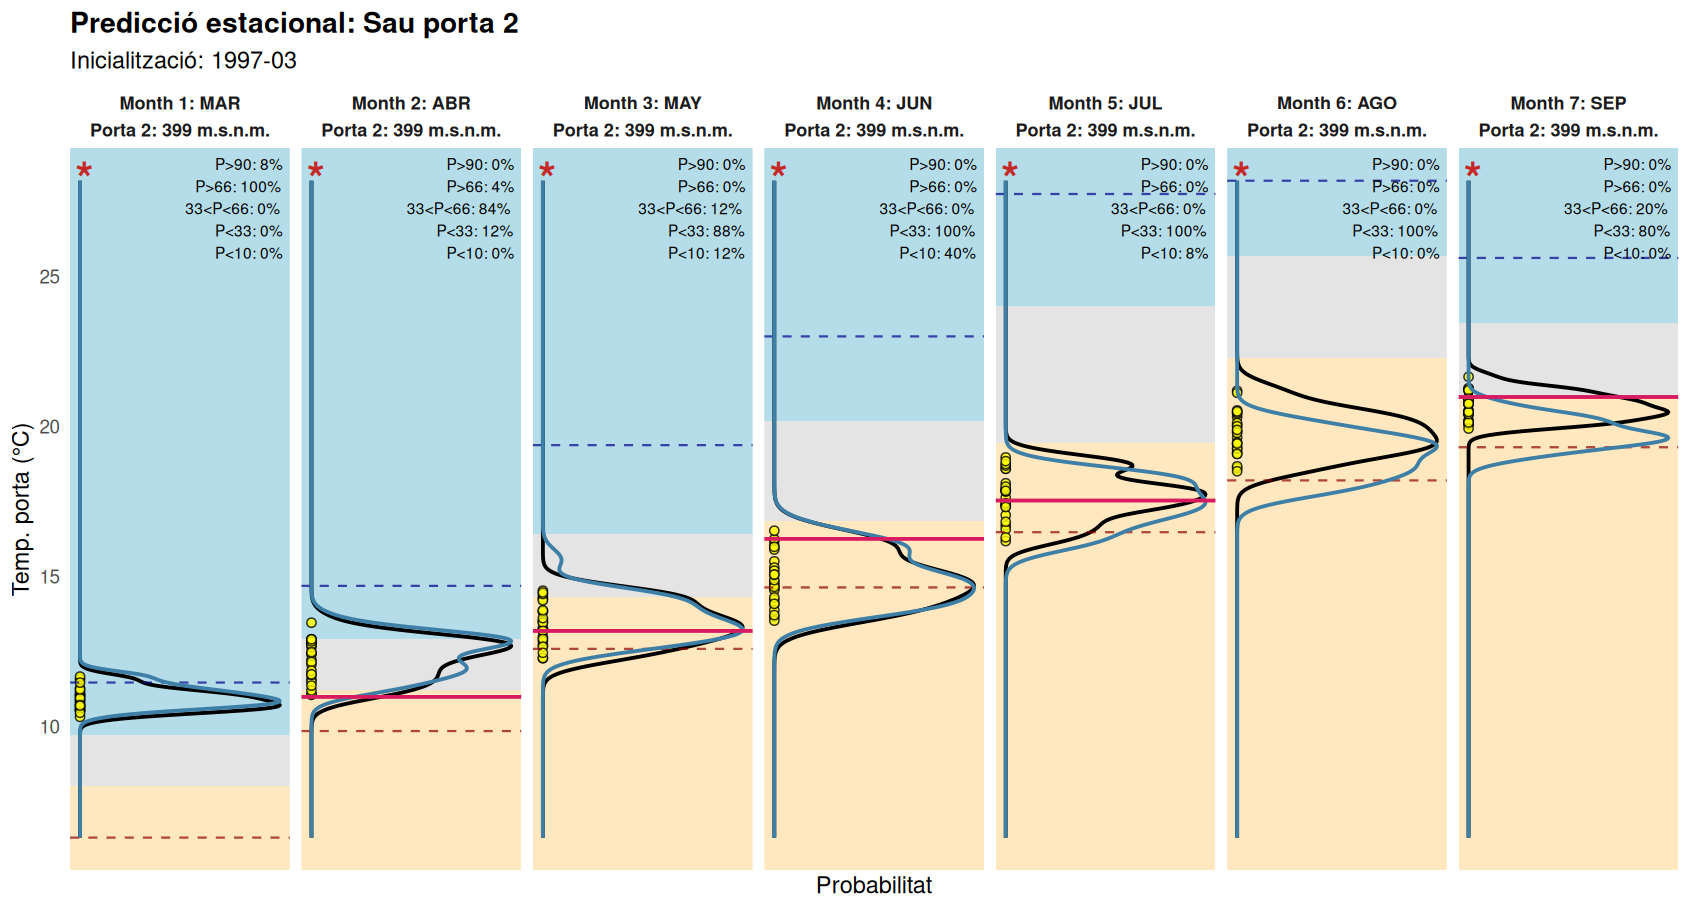 Predicció estacional: Sau porta 2
Inicialització: 1997-03
Month 1: MAR
Porta 2: 399 m.s.n.m.
Month 2: ABR
Porta 2: 399 m.s.n.m.
Month 3: MAY
Porta 2: 399 m.s.n.m.
Month 4: JUN
Porta 2: 399 m.s.n.m.
Month 5: JUL
Porta 2: 399 m.s.n.m.
Month 6: AGO
Porta 2: 399 m.s.n.m.
Month 7: SEP
Porta 2: 399 m.s.n.m.
*
P>90: 8%
P>66: 100%
33<P<66: 0%
P<33: 0%
P<10: 0%
*
P>90: 0%
P>66: 4%
33<P<66: 84%
P<33: 12%
P<10: 0%
*
P>90: 0%
P>66: 0%
33<P<66: 12%
P<33: 88%
P<10: 12%
*
P>90: 0%
P>66: 0%
33<P<66: 0%
P<33: 100%
P<10: 40%
*
P>90: 0%
P>66: 0%
33<P<66: 0%
P<33: 100%
P<10: 8%
*
P>90: 0%
P>66: 0%
33<P<66: 0%
P<33: 100%
P<10: 0%
*
P>90: 0%
P>66: 0%
33<P<66: 20%
P<33: 80%
P<10: 0%
25
20
15
10
Temp. porta (°C)
Probabilitat